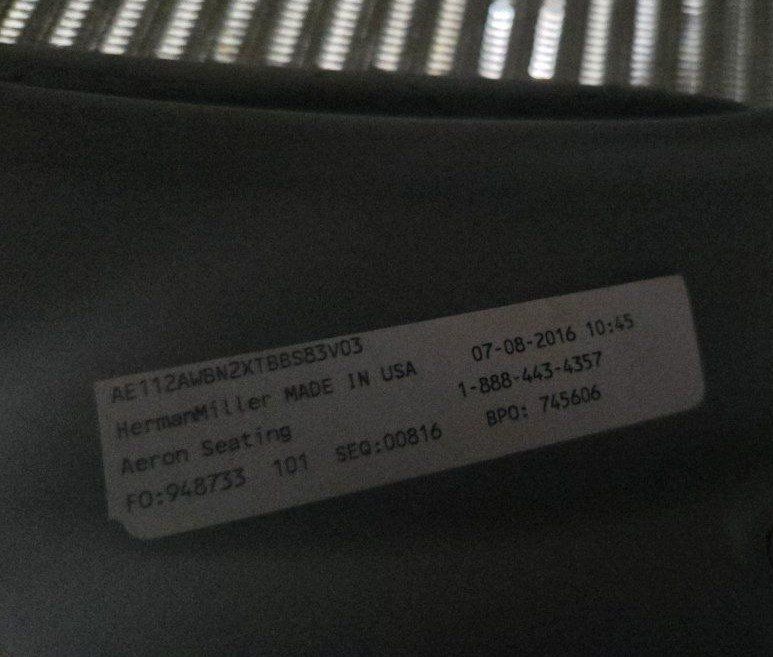 AE112AWBN2XTBBS83V03 07-08-2016 10:45
HermanMiller MADE IN USA 1-888-443-4357
Aeron Seating BPO: 745606
FO:948733 101 SEQ:00816